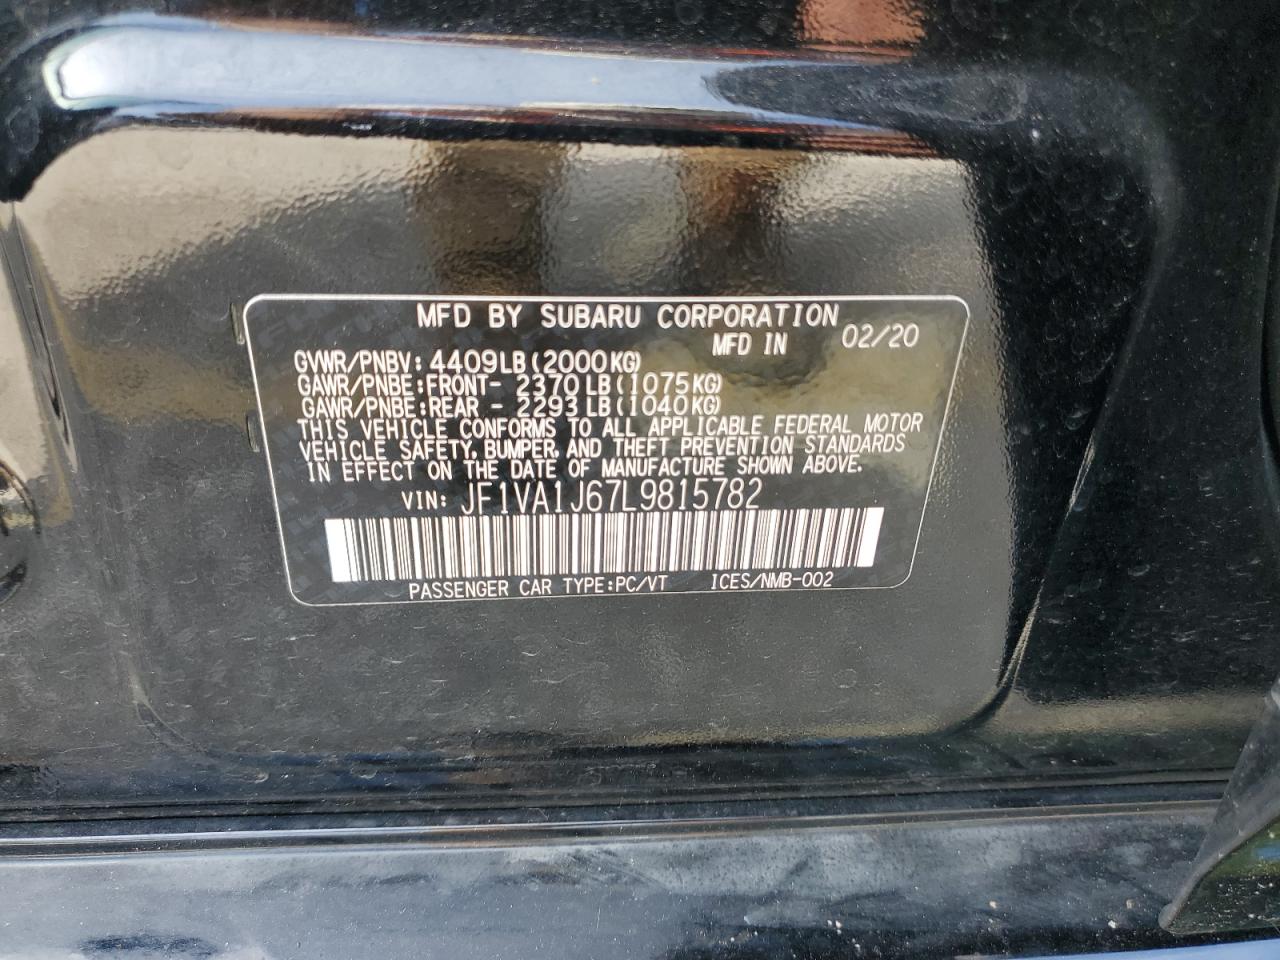 MFD BY SUBARU CORPORATION
MFD IN 02/20
GVWR/PNBV: 4409LB(2000KG)
GAWR/PNBE:FRONT- 2370LB(1075KG)
GAWR/PNBE:REAR - 2293LB(1040KG)
THIS VEHICLE CONFORMS TO ALL APPLICABLE FEDERAL MOTOR
VEHICLE SAFETY, BUMPER, AND THEFT PREVENTION STANDARDS
IN EFFECT ON THE DATE OF MANUFACTURE SHOWN ABOVE.
VIN: JF1VA1J67L9815782
PASSENGER CAR TYPE:PC/VT ICES/NMB-002